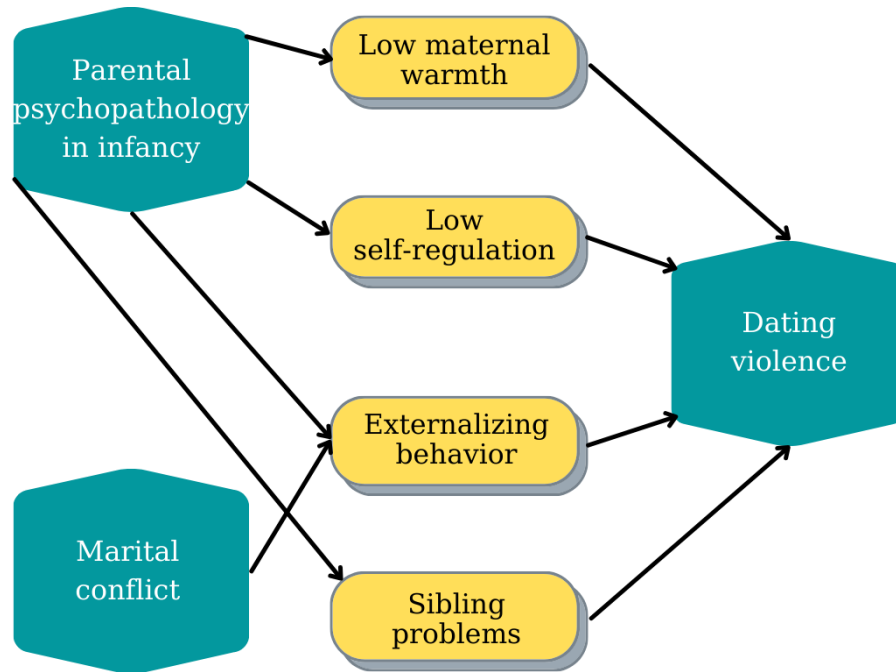 Parental
psychopathology
in infancy
Low maternal
warmth
Low
self-regulation
Dating
violence
Externalizing
behavior
Marital
conflict
Sibling
problems